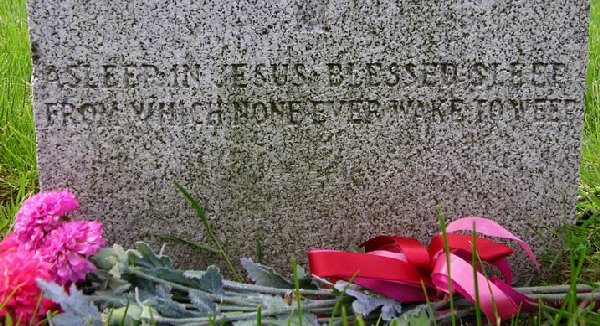 ASLEEP IN JESUS BLESSED SLEEP
FROM WHICH NONE EVER WAKE TO WEEP